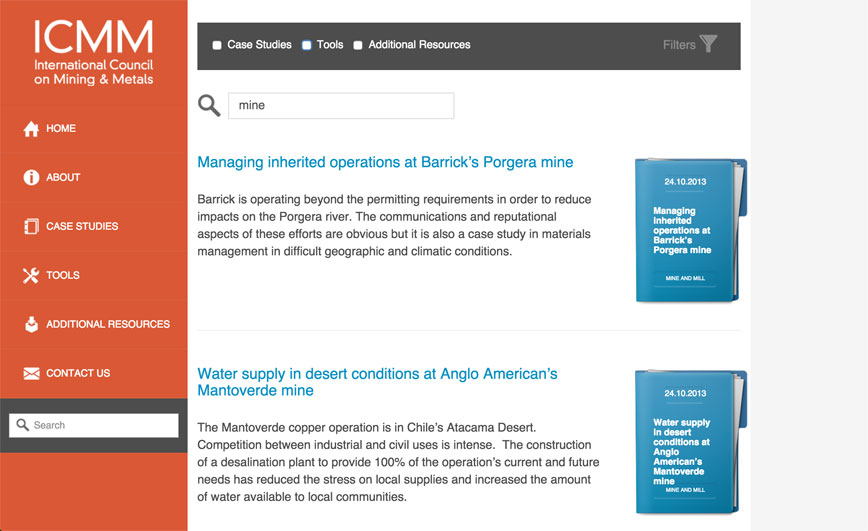 ICMM
International Council
on Mining & Metals
HOME
ABOUT
CASE STUDIES
TOOLS
ADDITIONAL RESOURCES
CONTACT US
Search
Case Studies Tools Additional Resources Filters
mine
Managing inherited operations at Barrick's Porgera mine
Barrick is operating beyond the permitting requirements in order to reduce
impacts on the Porgera river. The communications and reputational
aspects of these efforts are obvious but it is also a case study in materials
management in difficult geographic and climatic conditions.
24.10.2013
Managing
inherited
operations at
Barrick's
Porgera mine
MINE AND MILL
Water supply in desert conditions at Anglo American's
Mantoverde mine
The Mantoverde copper operation is in Chile's Atacama Desert.
Competition between industrial and civil uses is intense.  The construction
of a desalination plant to provide 100% of the operation's current and future
needs has reduced the stress on local supplies and increased the amount
of water available to local communities.
24.10.2013
Water supply
in desert
conditions at
Anglo
American's
Mantoverde
mine
MINE AND MILL